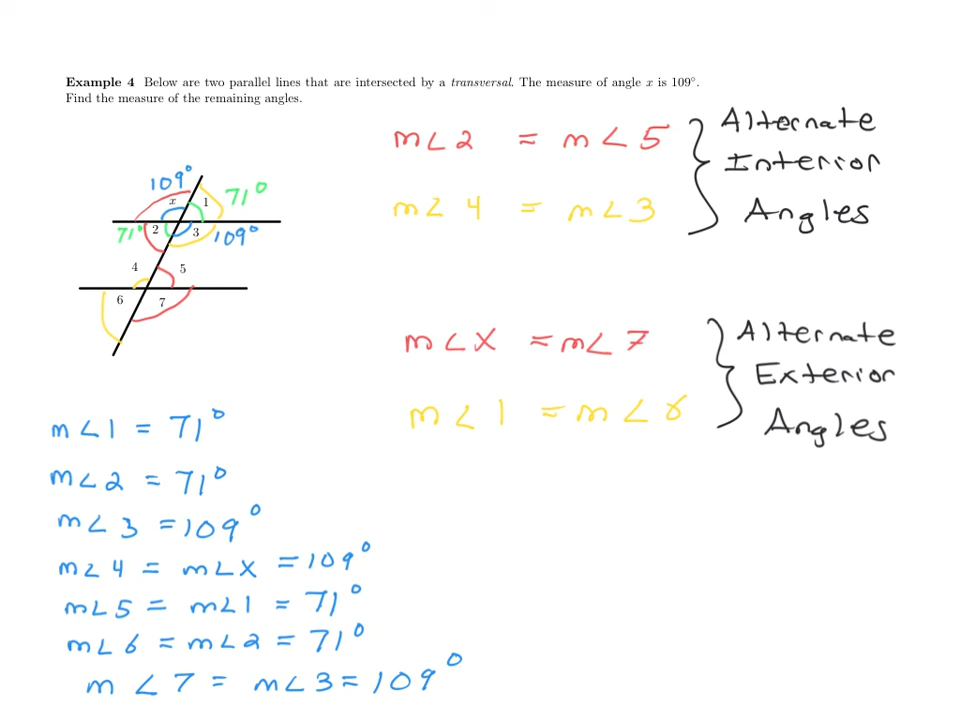 Example 4 Below are two parallel lines that are intersected by a transversal. The measure of angle x is 109°.
Find the measure of the remaining angles.
m∠2 = m∠5
m∠4 = m∠3
Alternate
Interior
Angles
109°
x
1
71°
71°
2
3
109°
4
5
6
7
m∠X = m∠7
m∠1 = m∠6
Alternate
Exterior
Angles
m∠1 = 71°
m∠2 = 71°
m∠3 = 109°
m∠4 = m∠X = 109°
m∠5 = m∠1 = 71°
m∠6 = m∠2 = 71°
m∠7 = m∠3 = 109°